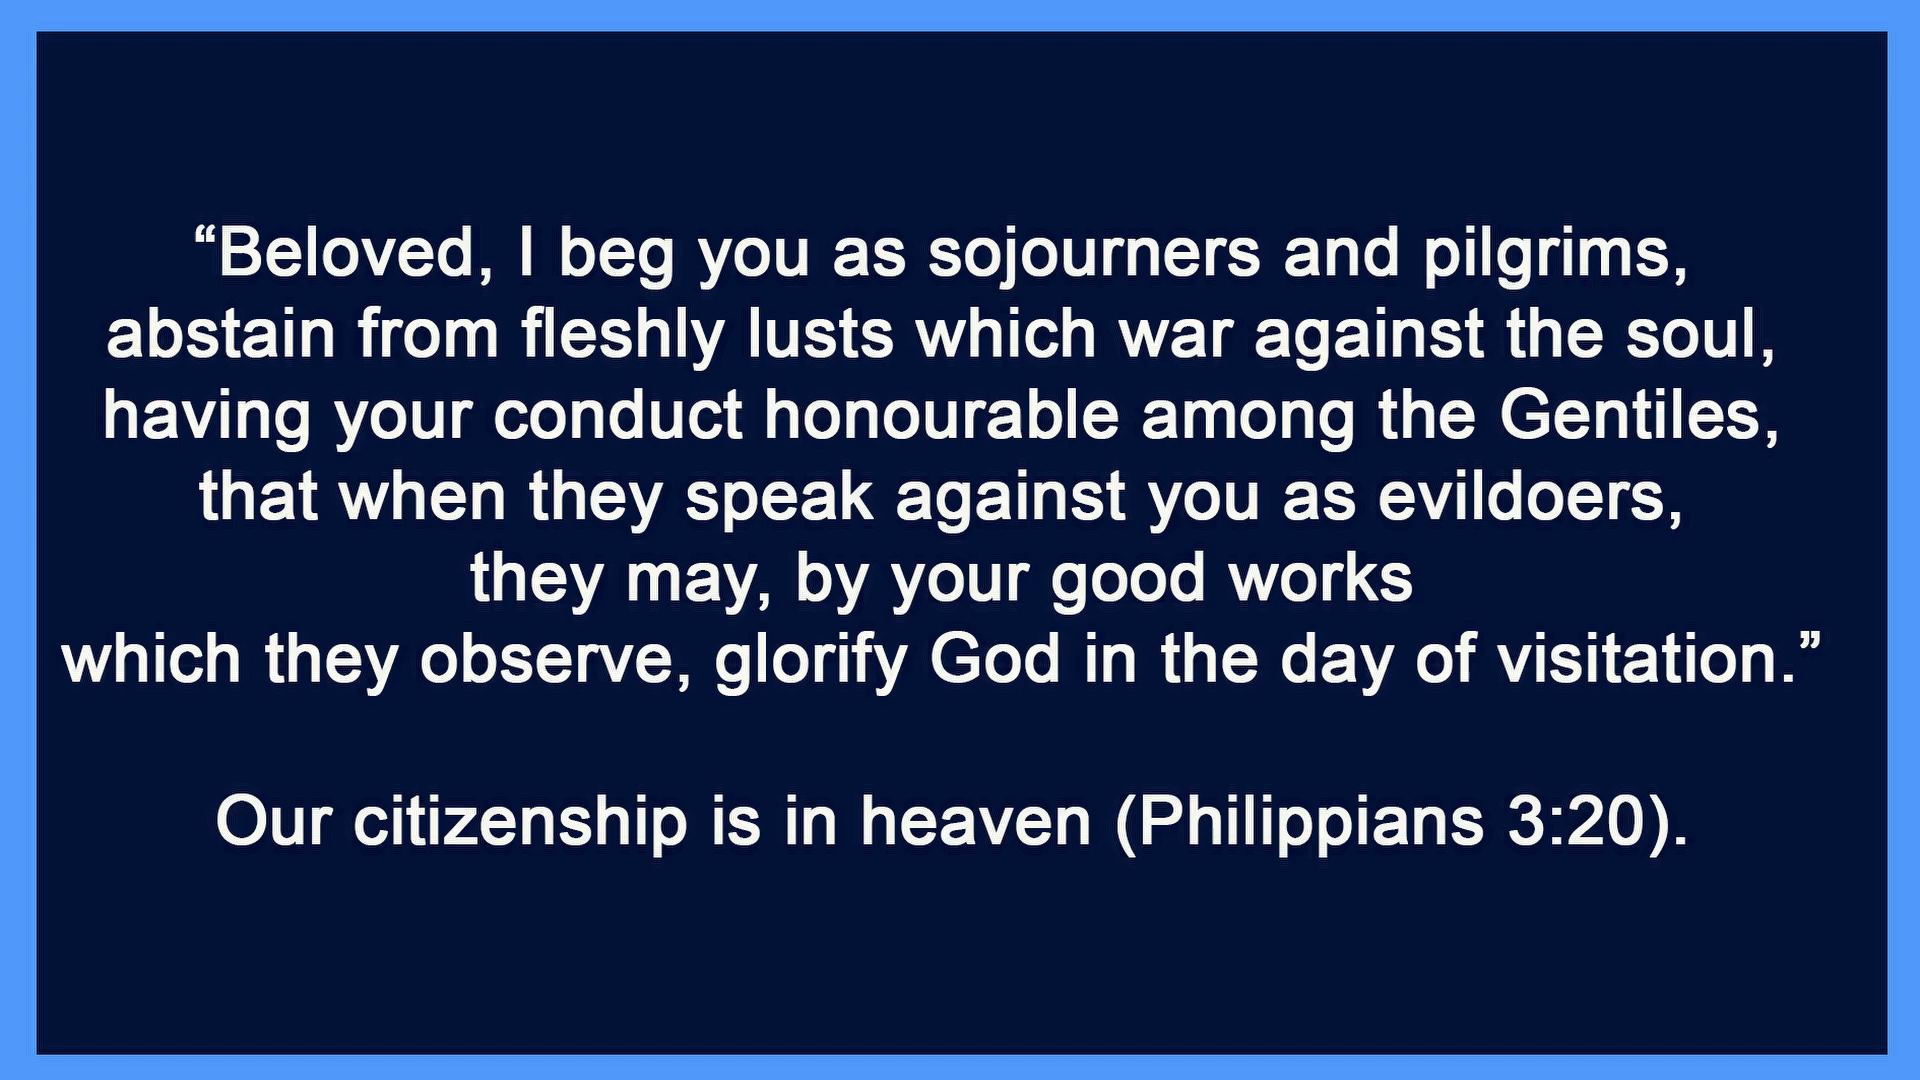 “Beloved, I beg you as sojourners and pilgrims,
abstain from fleshly lusts which war against the soul,
having your conduct honourable among the Gentiles,
that when they speak against you as evildoers,
they may, by your good works
which they observe, glorify God in the day of visitation.”
Our citizenship is in heaven (Philippians 3:20).